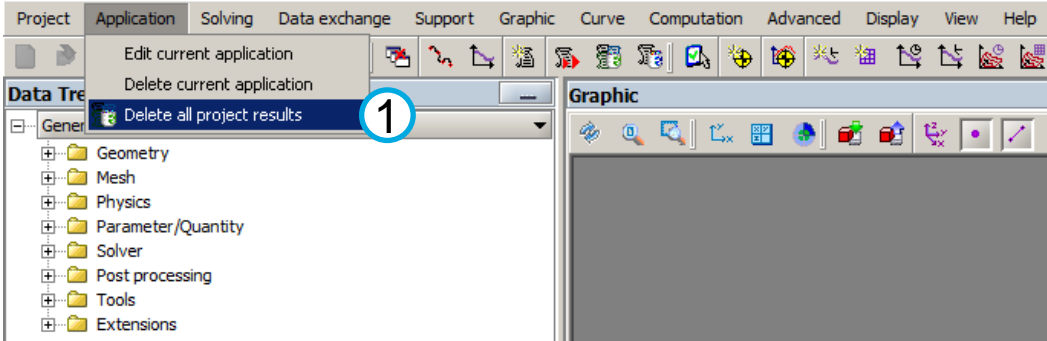 Project Application Solving Data exchange Support Graphic Curve Computation Advanced Display View Help
Edit current application
Delete current application
Delete all project results
1
Data Tre
Gener
Geometry
Mesh
Physics
Parameter/Quantity
Solver
Post processing
Tools
Extensions
Graphic